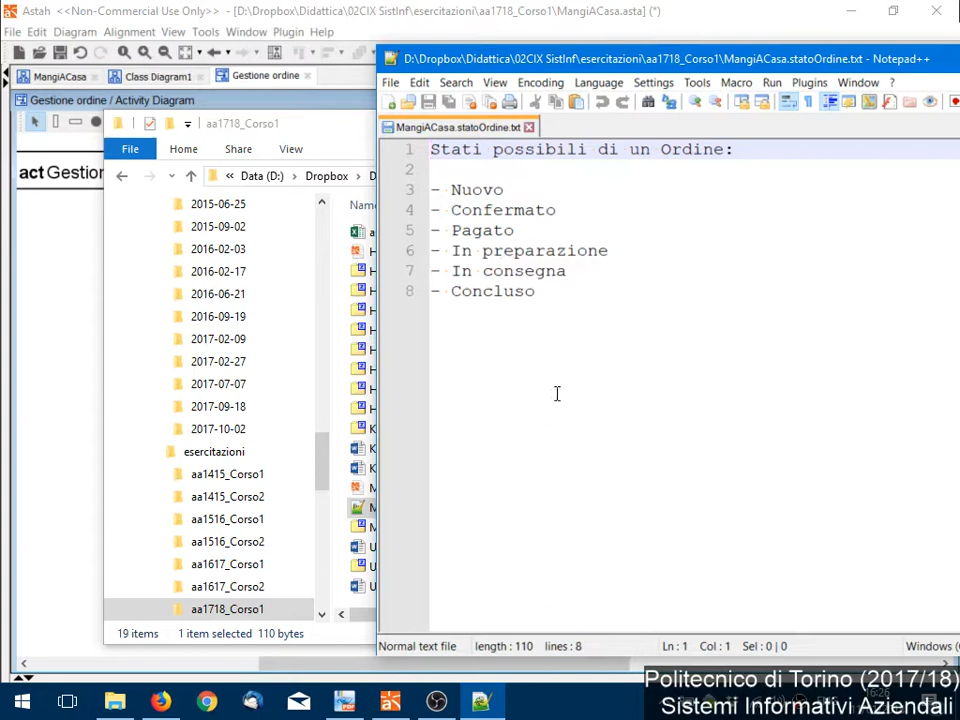 Astah <<Non-Commercial Use Only>> - [D:\Dropbox\Didattica\02CIX SistInf\esercitazioni\aa1718_Corso1\MangiACasa.asta] (*)
File Edit Diagram Alignment View Tools Window Plugin Help
MangiACasa
Class Diagram1
Gestione ordine
Gestione ordine / Activity Diagram
act Gestion
aa1718_Corso1
File Home Share View
« Data (D:) Dropbox D
Name
2015-06-25
2015-09-02
2016-02-03
2016-02-17
2016-06-21
2016-09-19
2017-02-09
2017-02-27
2017-07-07
2017-09-18
2017-10-02
esercitazioni
aa1415_Corso1
aa1415_Corso2
aa1516_Corso1
aa1516_Corso2
aa1617_Corso1
aa1617_Corso2
aa1718_Corso1
19 items 1 item selected 110 bytes
D:\Dropbox\Didattica\02CIX SistInf\esercitazioni\aa1718_Corso1\MangiACasa.statoOrdine.txt - Notepad++
File Edit Search View Encoding Language Settings Tools Macro Run Plugins Window ?
MangiACasa.statoOrdine.txt
1 Stati possibili di un Ordine:
2
3 - Nuovo
4 - Confermato
5 - Pagato
6 - In preparazione
7 - In consegna
8 - Concluso
Normal text file length : 110 lines : 8 Ln : 1 Col : 1 Sel : 0 | 0 Windows (
Politecnico di Torino (2017/18)
Sistemi Informativi Aziendali
16:26